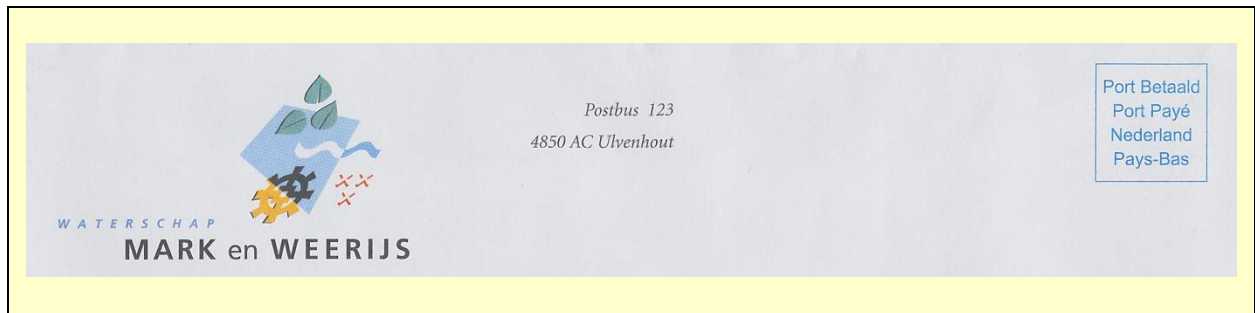 Postbus 123
4850 AC Ulvenhout
Port Betaald
Port Payé
Nederland
Pays-Bas
WATERSCHAP
MARK en WEERIJS